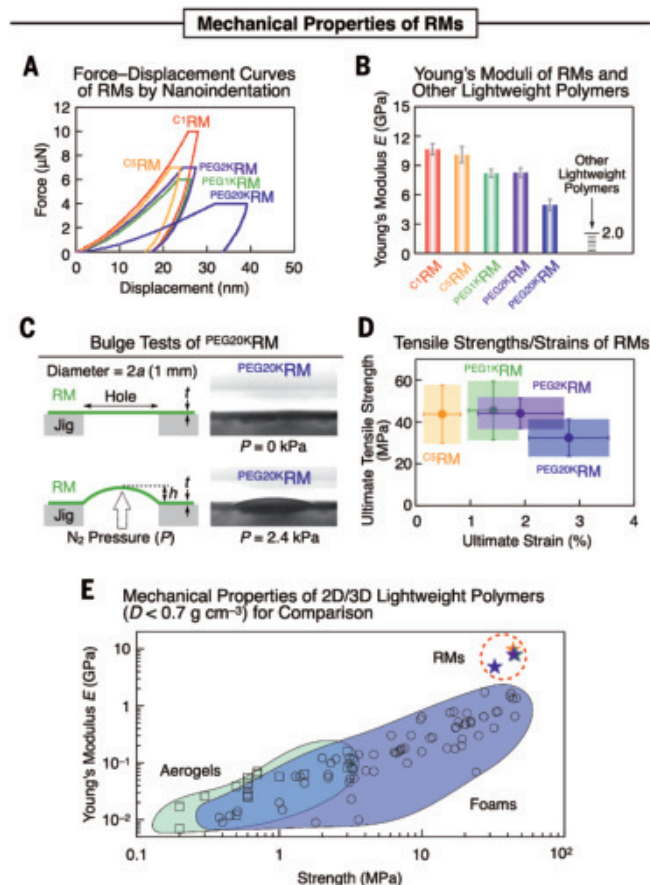 Mechanical Properties of RMs
A
Force–Displacement Curves
of RMs by Nanoindentation
12
10
8
6
4
2
0
Force (μN)
C1RM
C5RM
PEG2KRM
PEG1KRM
PEG20KRM
0
10
20
30
40
50
Displacement (nm)
B
Young's Moduli of RMs and
Other Lightweight Polymers
15
12
9
6
3
0
Young's Modulus E (GPa)
Other
Lightweight
Polymers
2.0
C1RM
C5RM
PEG1KRM
PEG2KRM
PEG20KRM
C
Bulge Tests of PEG20KRM
Diameter = 2a (1 mm)
RM
Hole
t
Jig
PEG20KRM
P = 0 kPa
RM
h
t
Jig
N2 Pressure (P)
PEG20KRM
P = 2.4 kPa
D
Tensile Strengths/Strains of RMs
80
60
40
20
0
Ultimate Tensile Strength
(MPa)
PEG1KRM
PEG2KRM
C5RM
PEG20KRM
0
1
2
3
4
Ultimate Strain (%)
E
Mechanical Properties of 2D/3D Lightweight Polymers
(D < 0.7 g cm−3) for Comparison
10
1
10−1
10−2
Young's Modulus E (GPa)
RMs
Aerogels
Foams
0.1
1
10
102
Strength (MPa)